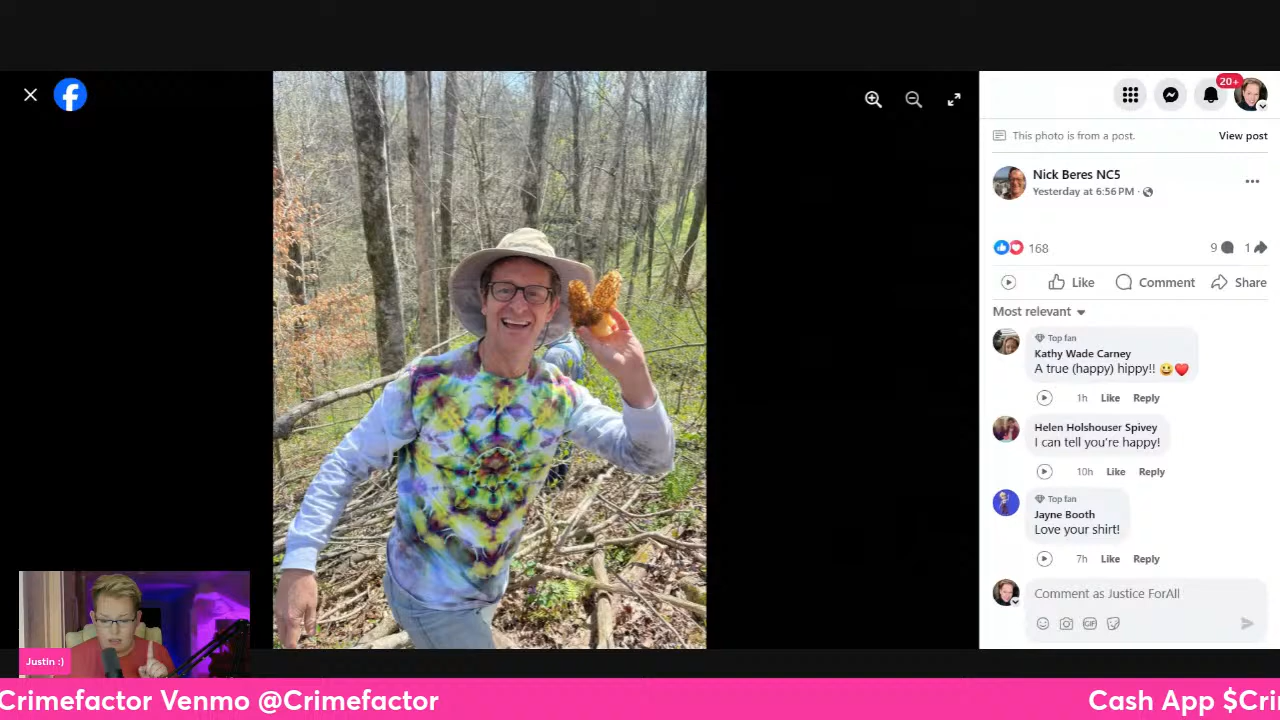 20+
This photo is from a post.
View post
Nick Beres NC5
Yesterday at 6:56 PM ·
168
9
1
Like
Comment
Share
Most relevant
Top fan
Kathy Wade Carney
A true (happy) hippy!! 😀❤️
1h Like Reply
Helen Holshouser Spivey
I can tell you're happy!
10h Like Reply
Top fan
Jayne Booth
Love your shirt!
7h Like Reply
Comment as Justice ForAll
GIF
Justin :)
Crimefactor Venmo @Crimefactor
Cash App $Cri